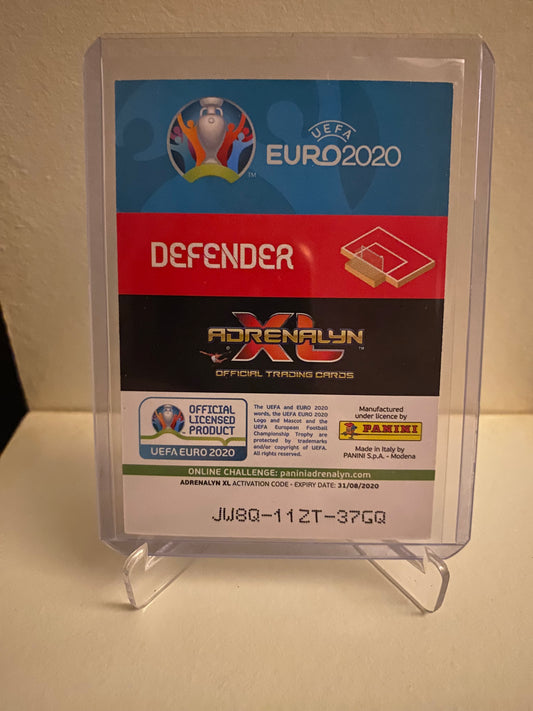 UEFA
EURO2020
TM
DEFENDER
ADRENALYN
XL
TM
OFFICIAL TRADING CARDS
OFFICIAL
LICENSED
PRODUCT
UEFA EURO 2020
The UEFA and EURO 2020
words, the UEFA EURO 2020
Logo and Mascot and the
UEFA European Football
Championship Trophy are
protected by trademarks
and/or copyrights of UEFA.
All rights reserved.
Manufactured
under licence by
PANINI
Made in Italy by
PANINI S.p.A. - Modena
ONLINE CHALLENGE: paniniadrenalyn.com
ADRENALYN XL ACTIVATION CODE - EXPIRY DATE: 31/08/2020
JW8Q-11ZT-37GQ